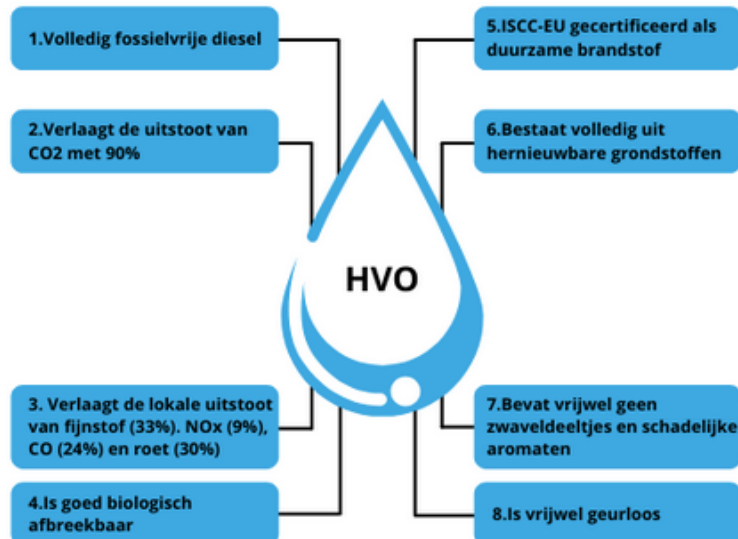 1.Volledig fossielvrije diesel
2.Verlaagt de uitstoot van
CO2 met 90%
3. Verlaagt de lokale uitstoot
van fijnstof (33%). NOx (9%),
CO (24%) en roet (30%)
4.Is goed biologisch
afbreekbaar
HVO
5.ISCC-EU gecertificeerd als
duurzame brandstof
6.Bestaat volledig uit
hernieuwbare grondstoffen
7.Bevat vrijwel geen
zwaveldeeltjes en schadelijke
aromaten
8.Is vrijwel geurloos